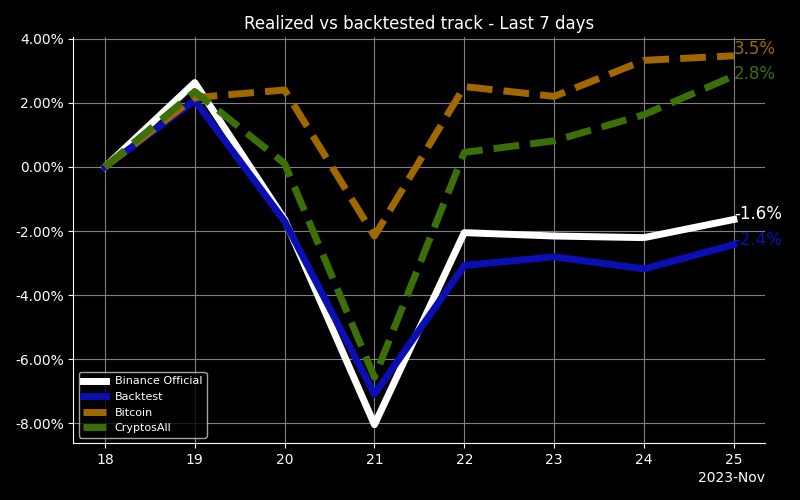 Realized vs backtested track - Last 7 days
4.00%
2.00%
0.00%
-2.00%
-4.00%
-6.00%
-8.00%
3.5%
2.8%
-1.6%
-2.4%
Binance Official
Backtest
Bitcoin
CryptosAll
18 19 20 21 22 23 24 25
2023-Nov